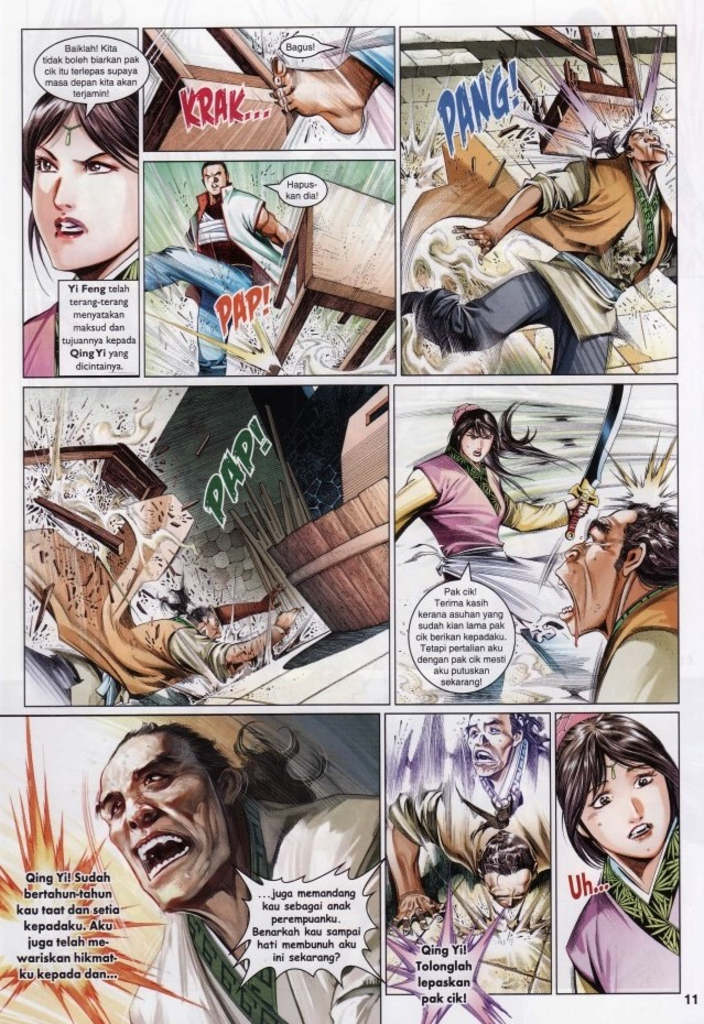 Baiklah! Kita
tidak boleh biarkan pak
cik itu terlepas supaya
masa depan kita akan
terjamin!
Yi Feng telah
terang-terang
menyatakan
maksud dan
tujuannya kepada
Qing Yi yang
dicintainya.
Bagus!
KRAK...
Hapus-
kan dia!
PAP!
PANG!
PAP!
Pak cik!
Terima kasih
kerana asuhan yang
sudah kian lama pak
cik berikan kepadaku.
Tetapi pertalian aku
dengan pak cik mesti
aku putuskan
sekarang!
Qing Yi! Sudah
bertahun-tahun
kau taat dan setia
kepadaku. Aku
juga telah me-
wariskan hikmat-
ku kepada dan...
...juga memandang
kau sebagai anak
perempuanku.
Benarkah kau sampai
hati membunuh aku
ini sekarang?
Qing Yi!
Tolonglah
lepaskan
pak cik!
Uh...
11